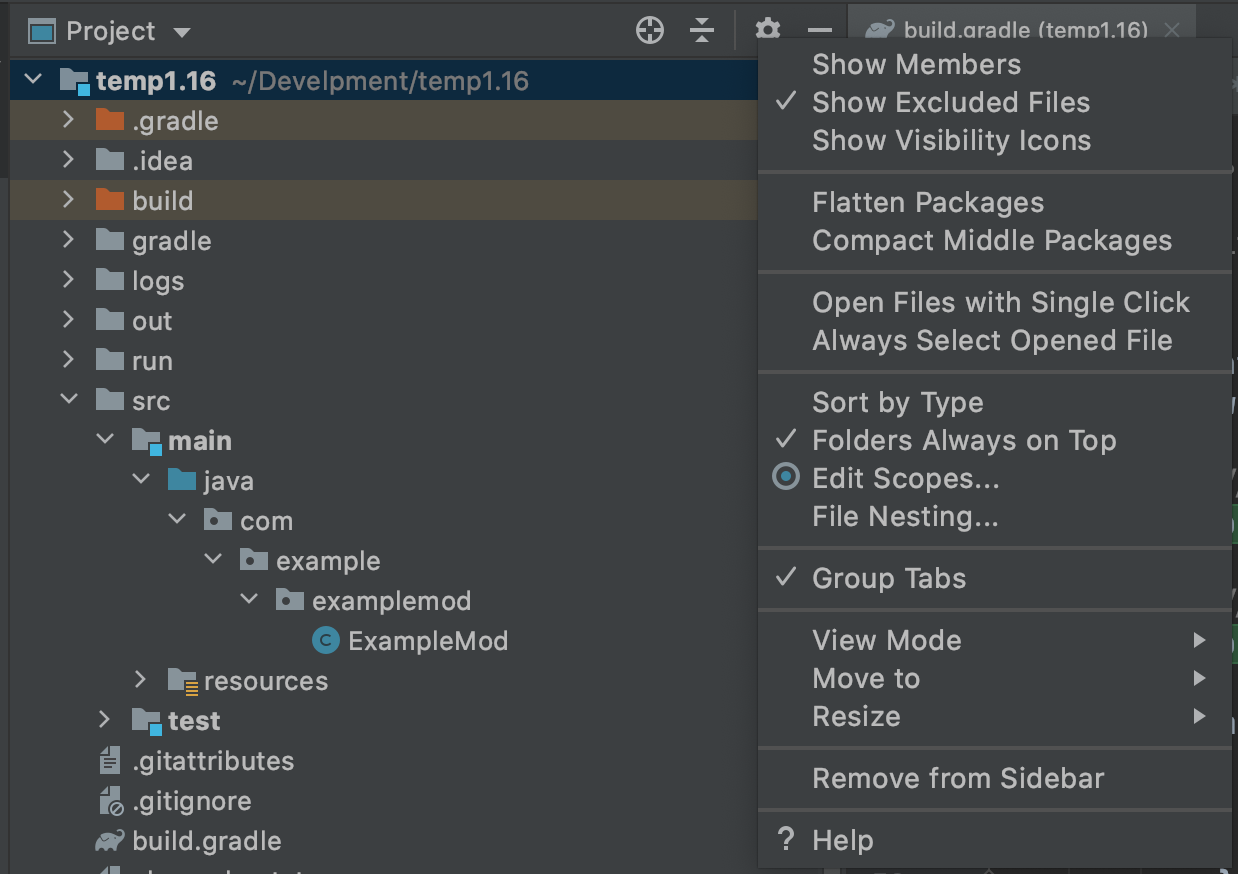 Project
build.gradle (temp1.16)
temp1.16 ~/Develpment/temp1.16
.gradle
.idea
build
gradle
logs
out
run
src
main
java
com
example
examplemod
C ExampleMod
resources
test
.gitattributes
.gitignore
build.gradle
Show Members
Show Excluded Files
Show Visibility Icons
Flatten Packages
Compact Middle Packages
Open Files with Single Click
Always Select Opened File
Sort by Type
Folders Always on Top
Edit Scopes...
File Nesting...
Group Tabs
View Mode
Move to
Resize
Remove from Sidebar
? Help